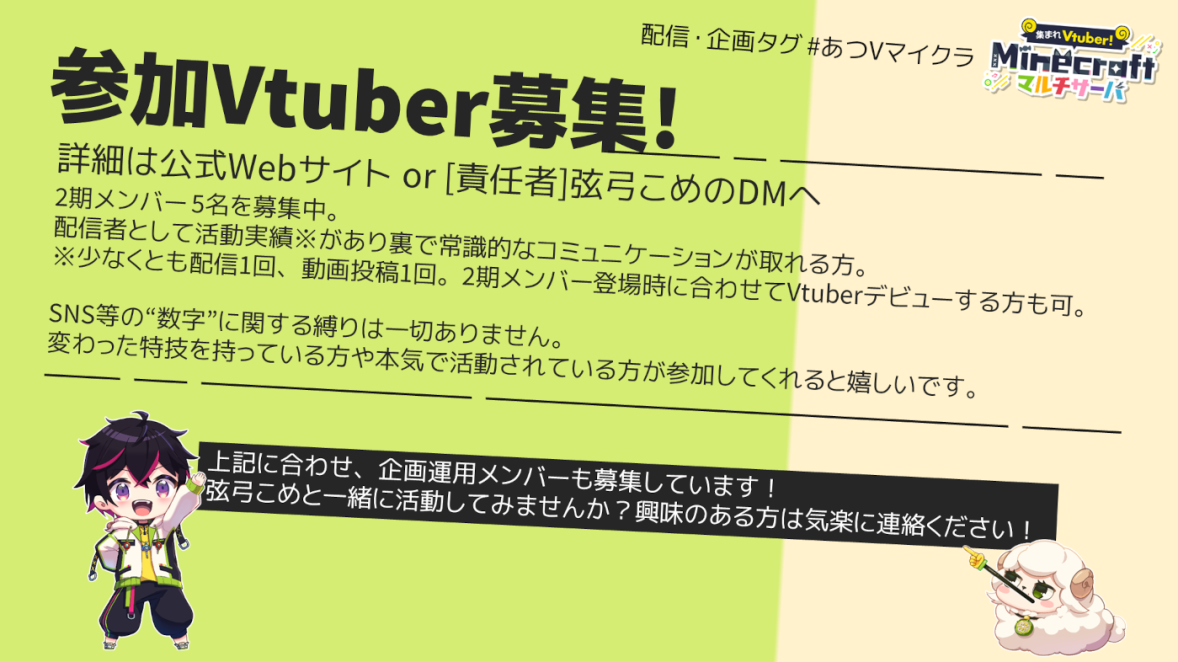 配信・企画タグ #あつVマイクラ
集まれVtuber!
Minecraft
マルチサーバ
参加Vtuber募集!
詳細は公式Webサイト or [責任者]弦弓こめのDMへ
2期メンバー 5名を募集中。
配信者として活動実績※があり裏で常識的なコミュニケーションが取れる方。
※少なくとも配信1回、動画投稿1回。2期メンバー登場時に合わせてVtuberデビューする方も可。
SNS等の“数字”に関する縛りは一切ありません。
変わった特技を持っている方や本気で活動されている方が参加してくれると嬉しいです。
上記に合わせ、企画運用メンバーも募集しています！
弦弓こめと一緒に活動してみませんか？興味のある方は気楽に連絡ください！